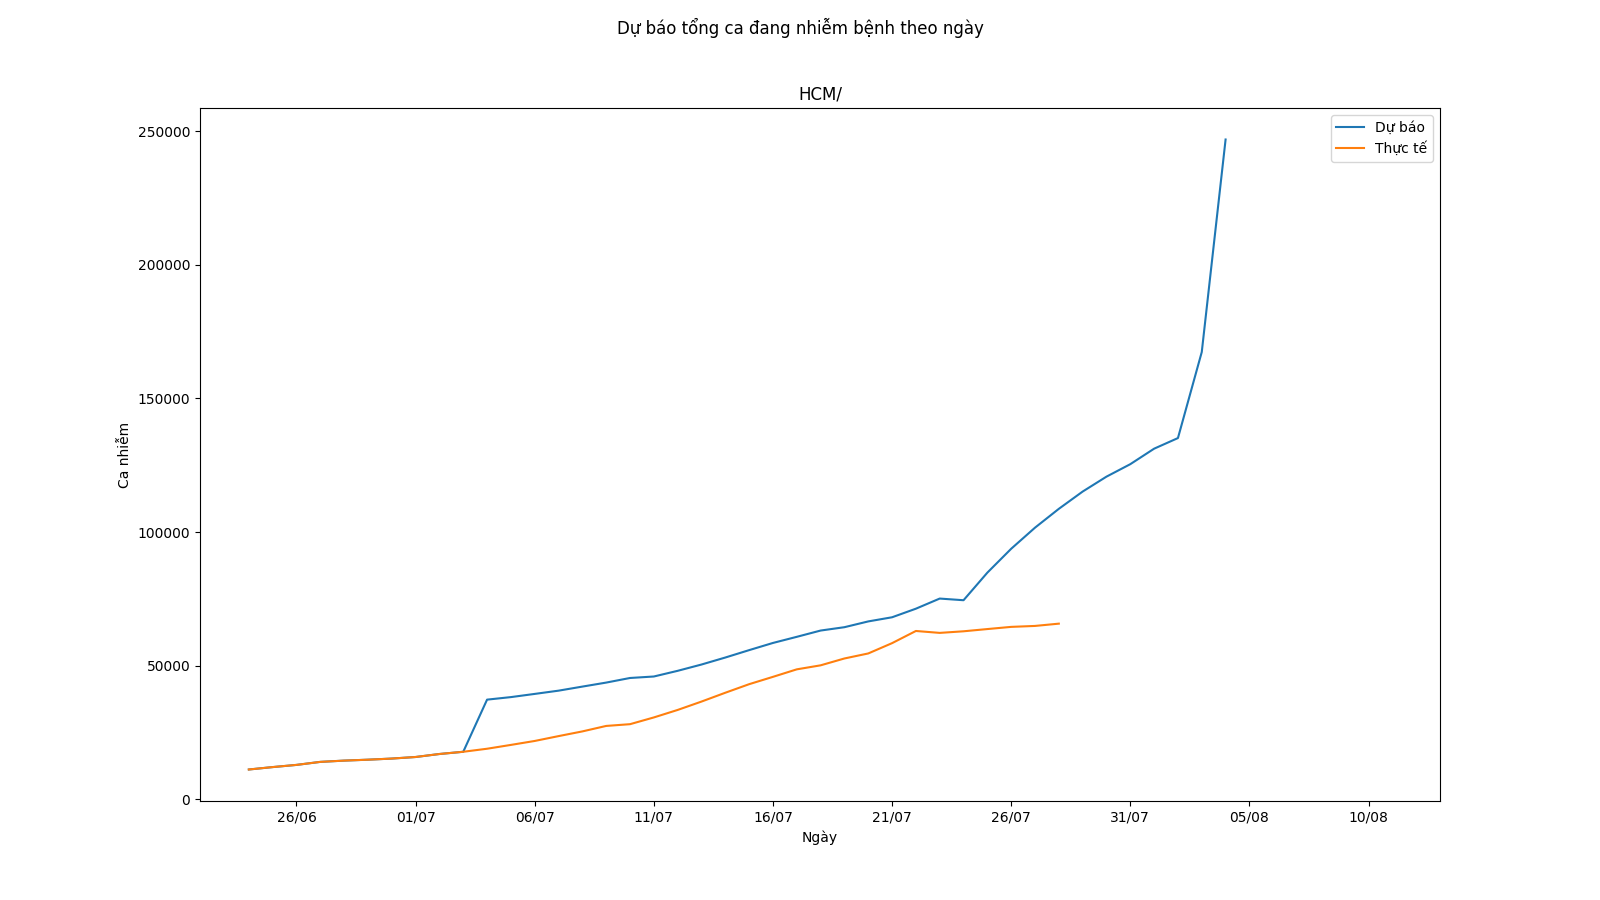 Dự báo tổng ca đang nhiễm bệnh theo ngày
HCM/
250000
200000
150000
100000
50000
0
Ca nhiễm
Dự báo
Thực tế
26/06
01/07
06/07
11/07
16/07
21/07
26/07
31/07
05/08
10/08
Ngày